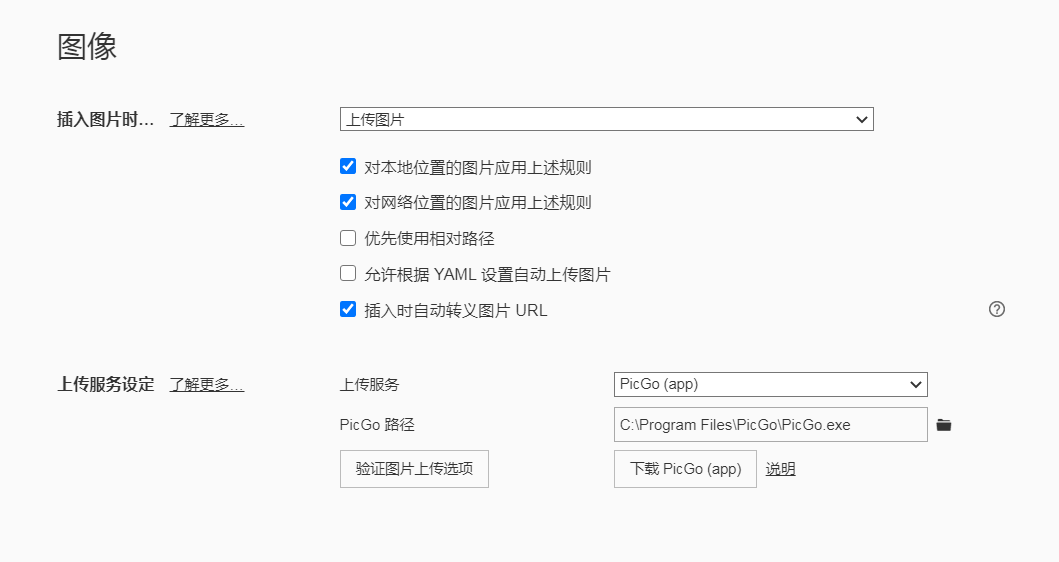 图像
插入图片时… 了解更多… 上传图片
对本地位置的图片应用上述规则
对网络位置的图片应用上述规则
优先使用相对路径
允许根据 YAML 设置自动上传图片
插入时自动转义图片 URL
上传服务设定 了解更多… 上传服务 PicGo (app)
PicGo 路径 C:\Program Files\PicGo\PicGo.exe
验证图片上传选项 下载 PicGo (app) 说明